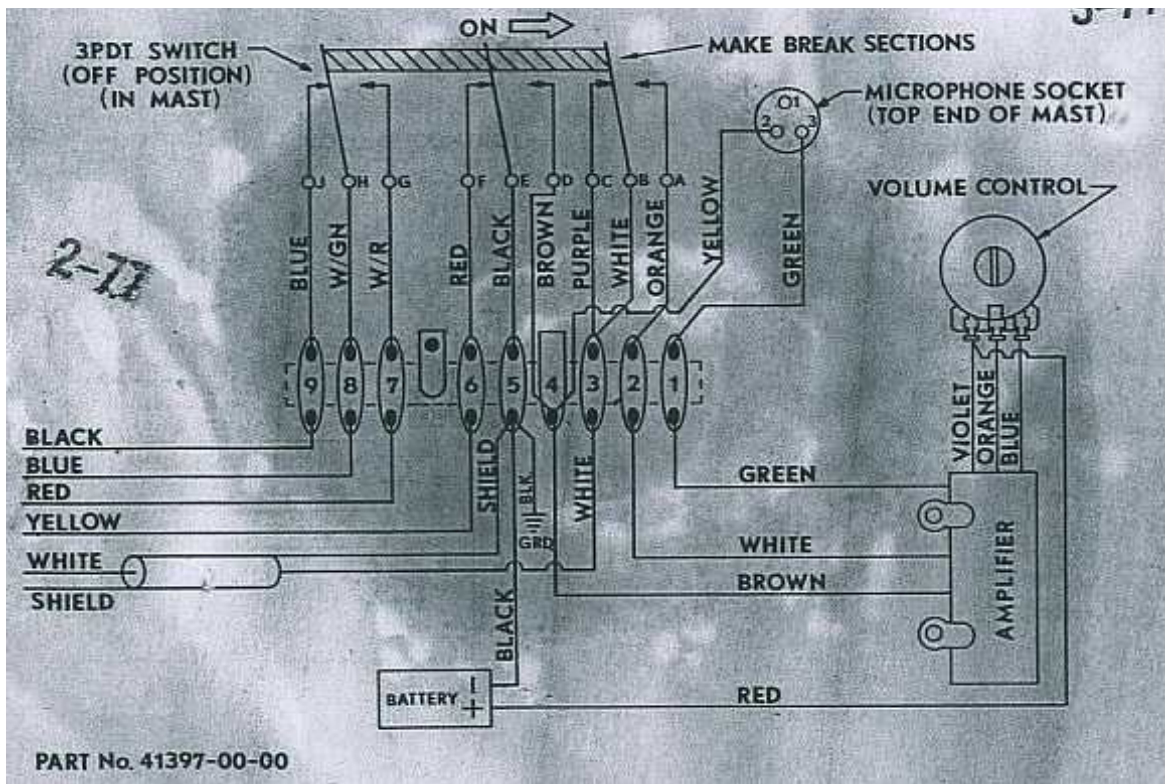 ON
3PDT SWITCH
(OFF POSITION)
(IN MAST)
MAKE BREAK SECTIONS
MICROPHONE SOCKET
(TOP END OF MAST)
1
2
3
VOLUME CONTROL
J H G F E D C B A
BLUE
W/GN
W/R
RED
BLACK
BROWN
PURPLE
WHITE
ORANGE
YELLOW
GREEN
2-77
9 8 7 6 5 4 3 2 1
VIOLET
ORANGE
BLUE
BLACK
BLUE
RED
YELLOW
WHITE
SHIELD
SHIELD
BLK
GRD
WHITE
BLACK
GREEN
WHITE
BROWN
AMPLIFIER
BATTERY - +
RED
PART No. 41397-00-00